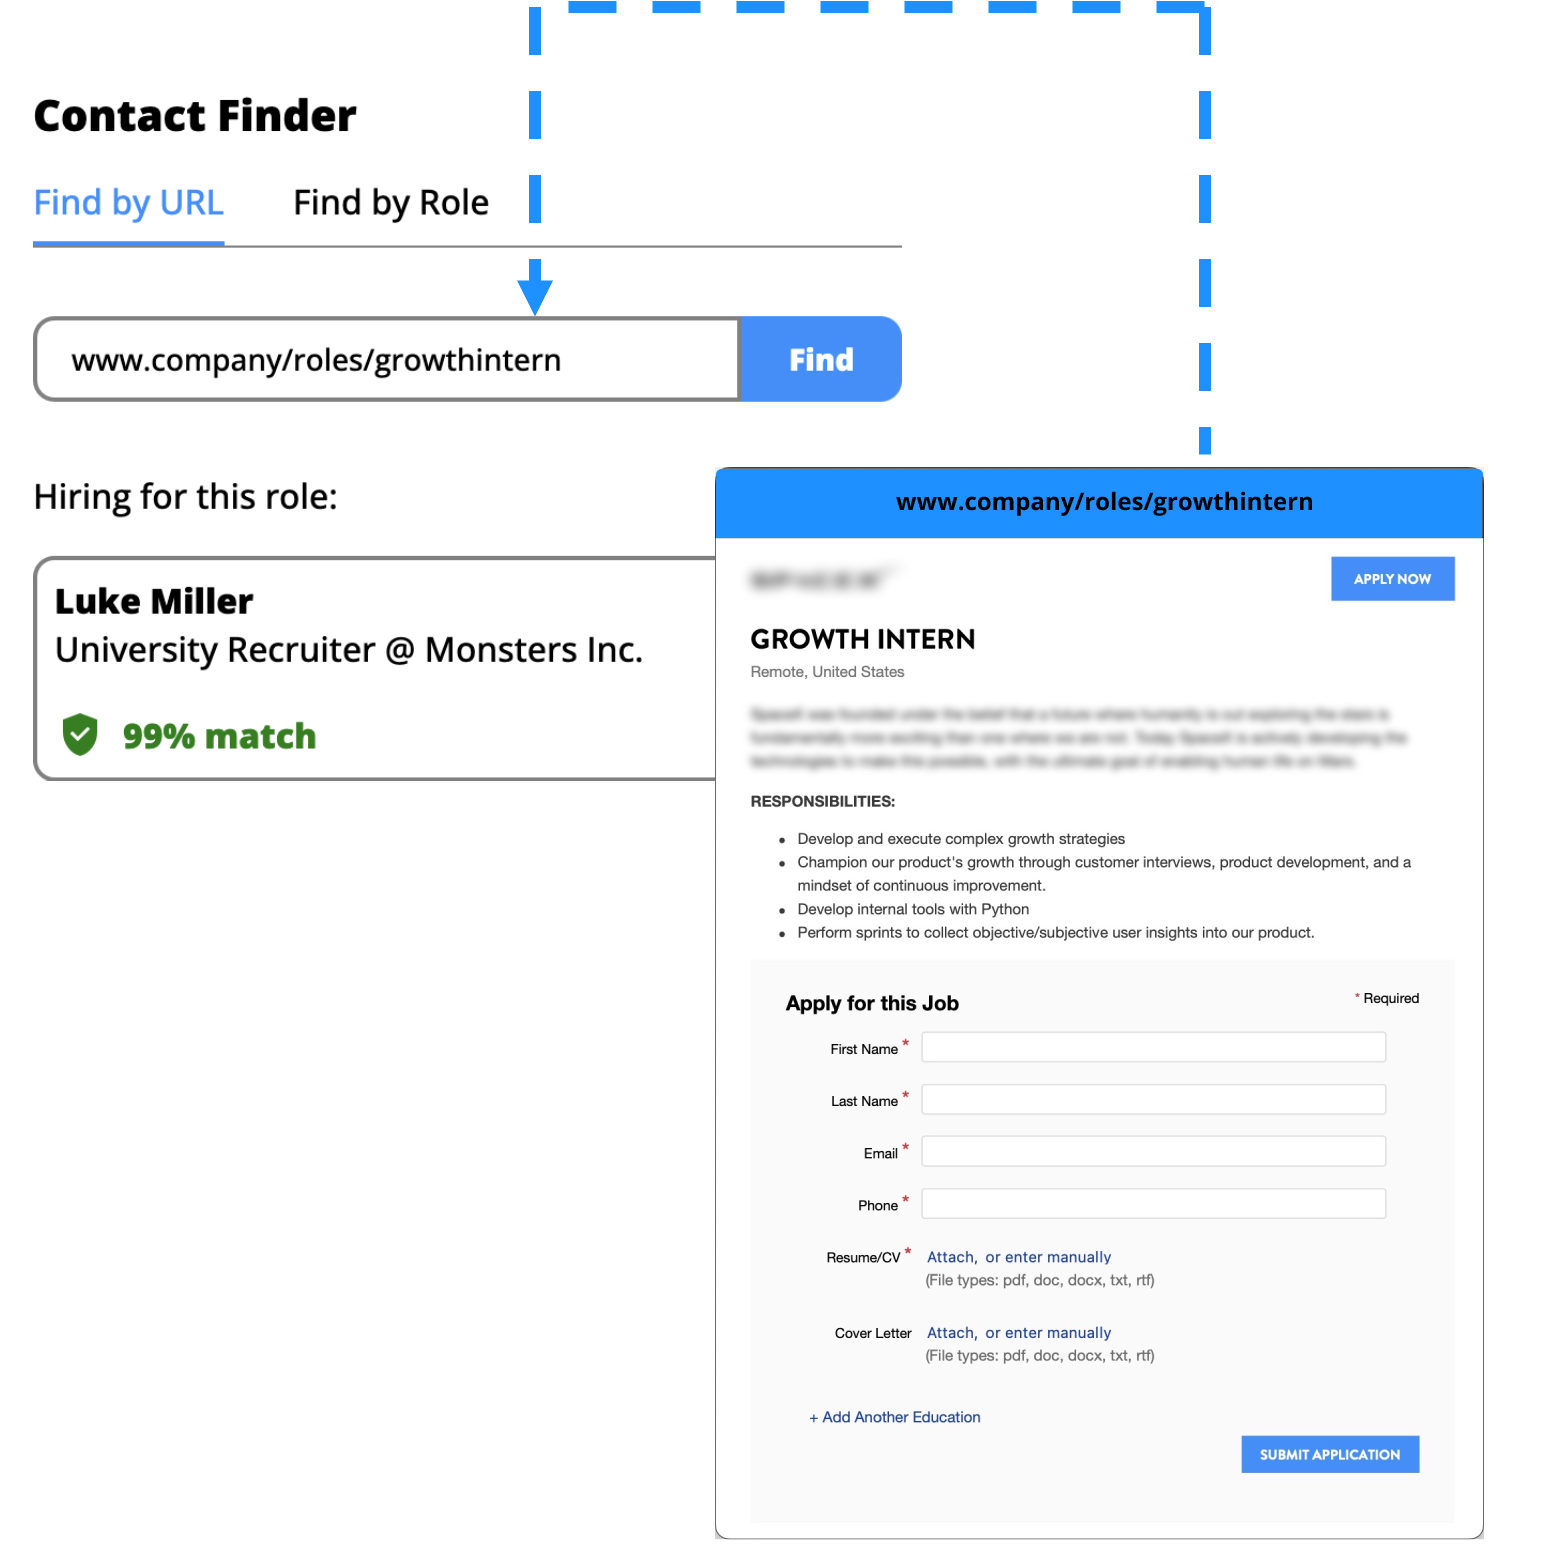 Contact Finder
Find by URL
Find by Role
www.company/roles/growthintern
Find
Hiring for this role:
Luke Miller
University Recruiter @ Monsters Inc.
99% match
www.company/roles/growthintern
APPLY NOW
GROWTH INTERN
Remote, United States
RESPONSIBILITIES:
Develop and execute complex growth strategies
Champion our product's growth through customer interviews, product development, and a
mindset of continuous improvement.
Develop internal tools with Python
Perform sprints to collect objective/subjective user insights into our product.
Apply for this Job
* Required
First Name *
Last Name *
Email *
Phone *
Resume/CV *
Attach, or enter manually
(File types: pdf, doc, docx, txt, rtf)
Cover Letter
Attach, or enter manually
(File types: pdf, doc, docx, txt, rtf)
+ Add Another Education
SUBMIT APPLICATION